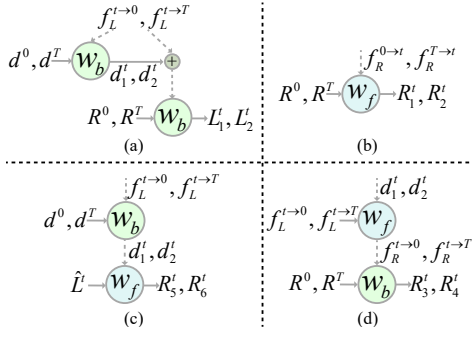 f_L^{t→0}, f_L^{t→T}
d^0, d^T w_b d_1^t, d_2^t +
R^0, R^T w_b L_1^t, L_2^t
(a)
f_R^{0→t}, f_R^{T→t}
R^0, R^T w_f R_1^t, R_2^t
(b)
f_L^{t→0}, f_L^{t→T}
d^0, d^T w_b
d_1^t, d_2^t
L̂^t w_f R_5^t, R_6^t
(c)
d_1^t, d_2^t
f_L^{t→0}, f_L^{t→T} w_f
f_R^{t→0}, f_R^{t→T}
R^0, R^T w_b R_3^t, R_4^t
(d)